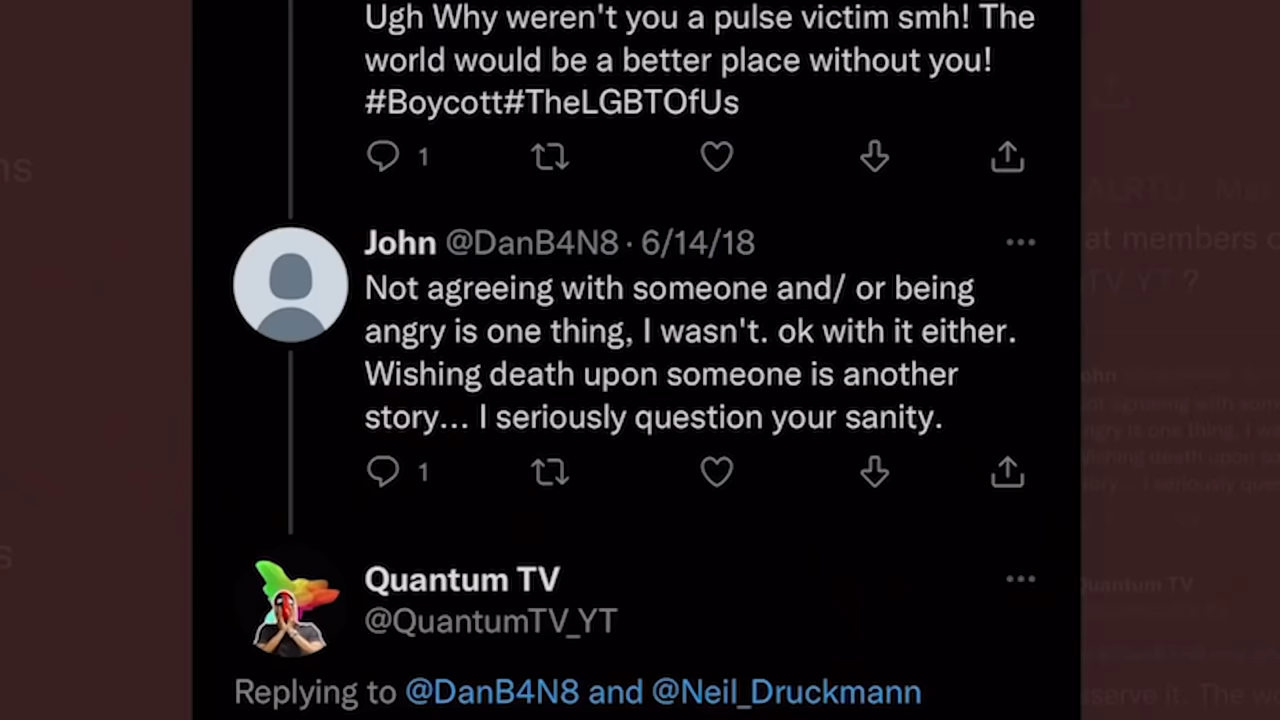 Ugh Why weren't you a pulse victim smh! The
world would be a better place without you!
#Boycott#TheLGBTOfUs
1
John @DanB4N8 · 6/14/18
Not agreeing with someone and/ or being
angry is one thing, I wasn't. ok with it either.
Wishing death upon someone is another
story... I seriously question your sanity.
1
Quantum TV
@QuantumTV_YT
Replying to @DanB4N8 and @Neil_Druckmann